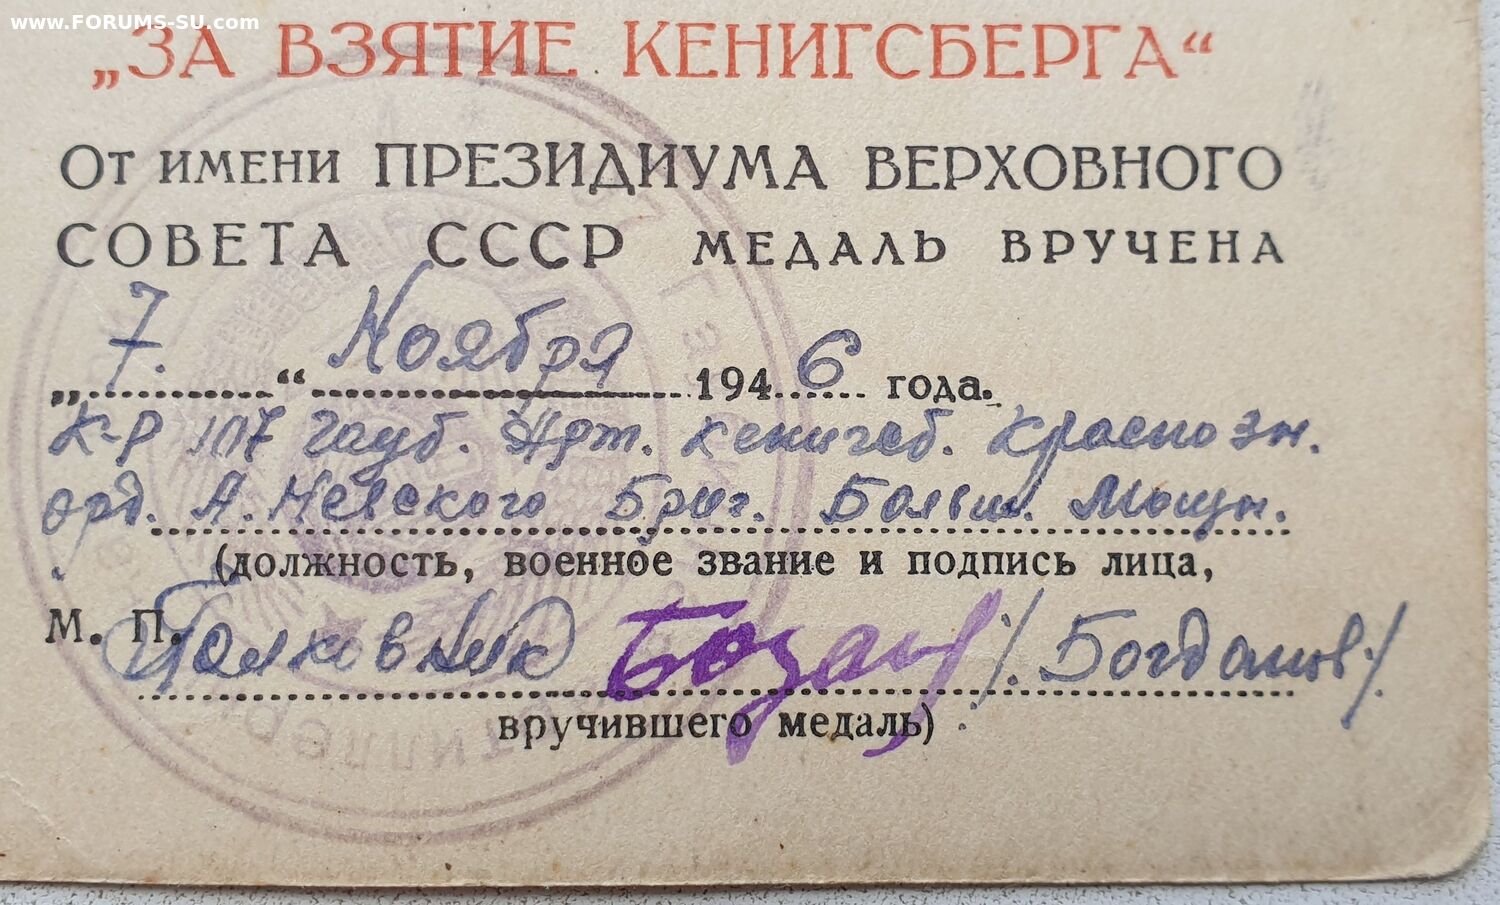 www.FORUMS-SU.com
„ЗА ВЗЯТИЕ КЕНИГСБЕРГА“
От имени ПРЕЗИДИУМА ВЕРХОВНОГО
СОВЕТА СССР МЕДАЛЬ ВРУЧЕНА
„7.“ Ноября 1946 года.
К-р 107 гауб. Арт. кенигсб. краснозн.
орд. А. Невского Бриг. Больш. Мощн.
(должность, военное звание и подпись лица,
М. П. Полковник /Богданов/
вручившего медаль)